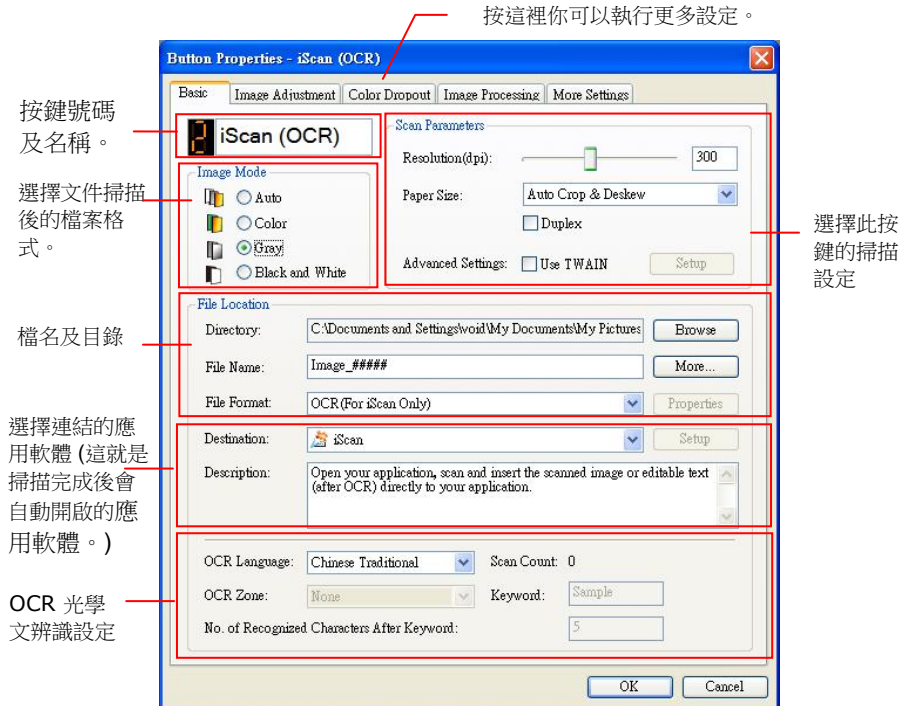 按這裡你可以執行更多設定。
Button Properties - iScan (OCR)
Basic Image Adjustment Color Dropout Image Processing More Settings
按鍵號碼
及名稱。
2 iScan (OCR)
選擇文件掃描
後的檔案格
式。
Image Mode
Auto
Color
Gray
Black and White
Scan Parameters
Resolution(dpi): 300
Paper Size: Auto Crop & Deskew
Duplex
Advanced Settings: Use TWAIN Setup
選擇此按
鍵的掃描
設定
檔名及目錄
File Location
Directory: C:\Documents and Settings\void\My Documents\My Pictures Browse
File Name: Image_##### More...
File Format: OCR(For iScan Only) Properties
選擇連結的應
用軟體 (這就是
掃描完成後會
自動開啟的應
用軟體。)
Destination: iScan Setup
Description: Open your application, scan and insert the scanned image or editable text
(after OCR) directly to your application.
OCR 光學
文辨識設定
OCR Language: Chinese Traditional Scan Count: 0
OCR Zone: None Keyword: Sample
No. of Recognized Characters After Keyword: 5
OK Cancel